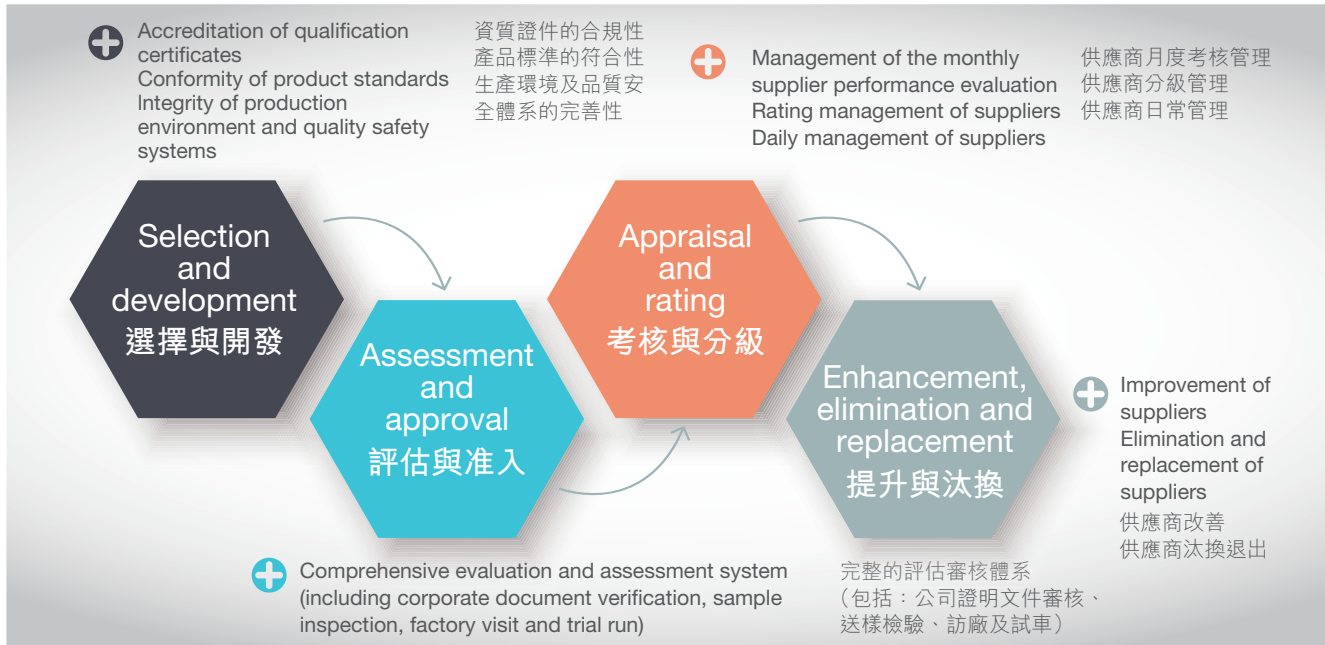 Accreditation of qualification
certificates
Conformity of product standards
Integrity of production
environment and quality safety
systems
資質證件的合規性
產品標準的符合性
生產環境及品質安
全體系的完善性
Management of the monthly
supplier performance evaluation
Rating management of suppliers
Daily management of suppliers
供應商月度考核管理
供應商分級管理
供應商日常管理
Selection
and
development
選擇與開發
Assessment
and
approval
評估與准入
Appraisal
and
rating
考核與分級
Enhancement,
elimination and
replacement
提升與汰換
Improvement of
suppliers
Elimination and
replacement of
suppliers
供應商改善
供應商汰換退出
Comprehensive evaluation and assessment system
(including corporate document verification, sample
inspection, factory visit and trial run)
完整的評估審核體系
（包括：公司證明文件審核、
送樣檢驗、訪廠及試車）